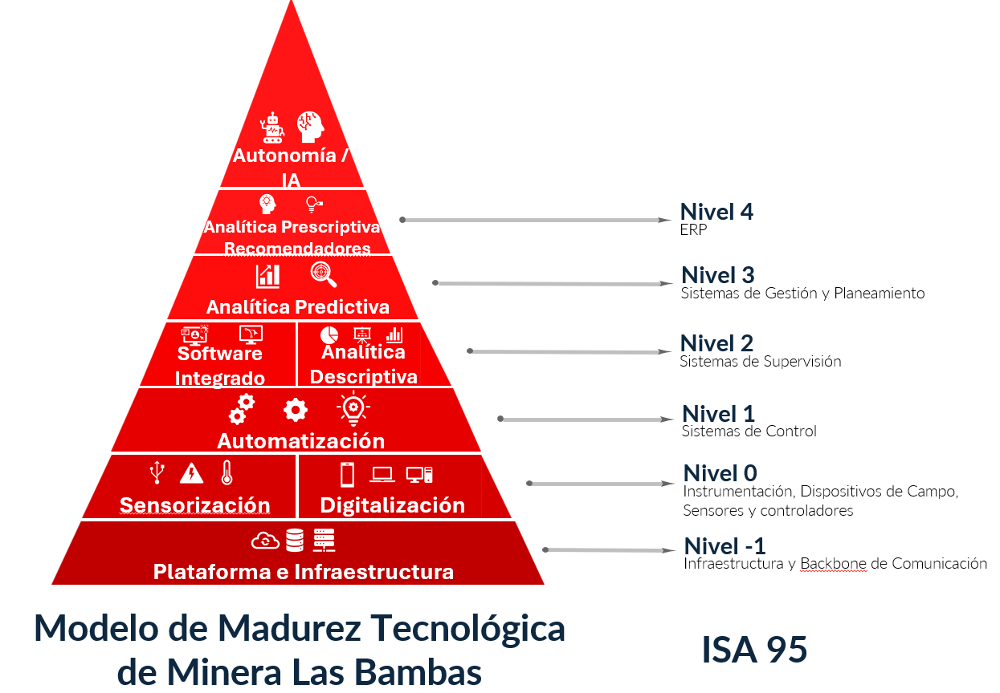 Autonomía /
IA
Analítica Prescriptiva
Recomendadores
Analítica Predictiva
Software
Integrado
Analítica
Descriptiva
Automatización
Sensorización
Digitalización
Plataforma e Infraestructura
Nivel 4
ERP
Nivel 3
Sistemas de Gestión y Planeamiento
Nivel 2
Sistemas de Supervisión
Nivel 1
Sistemas de Control
Nivel 0
Instrumentación, Dispositivos de Campo,
Sensores y controladores
Nivel -1
Infraestructura y Backbone de Comunicación
Modelo de Madurez Tecnológica
de Minera Las Bambas
ISA 95